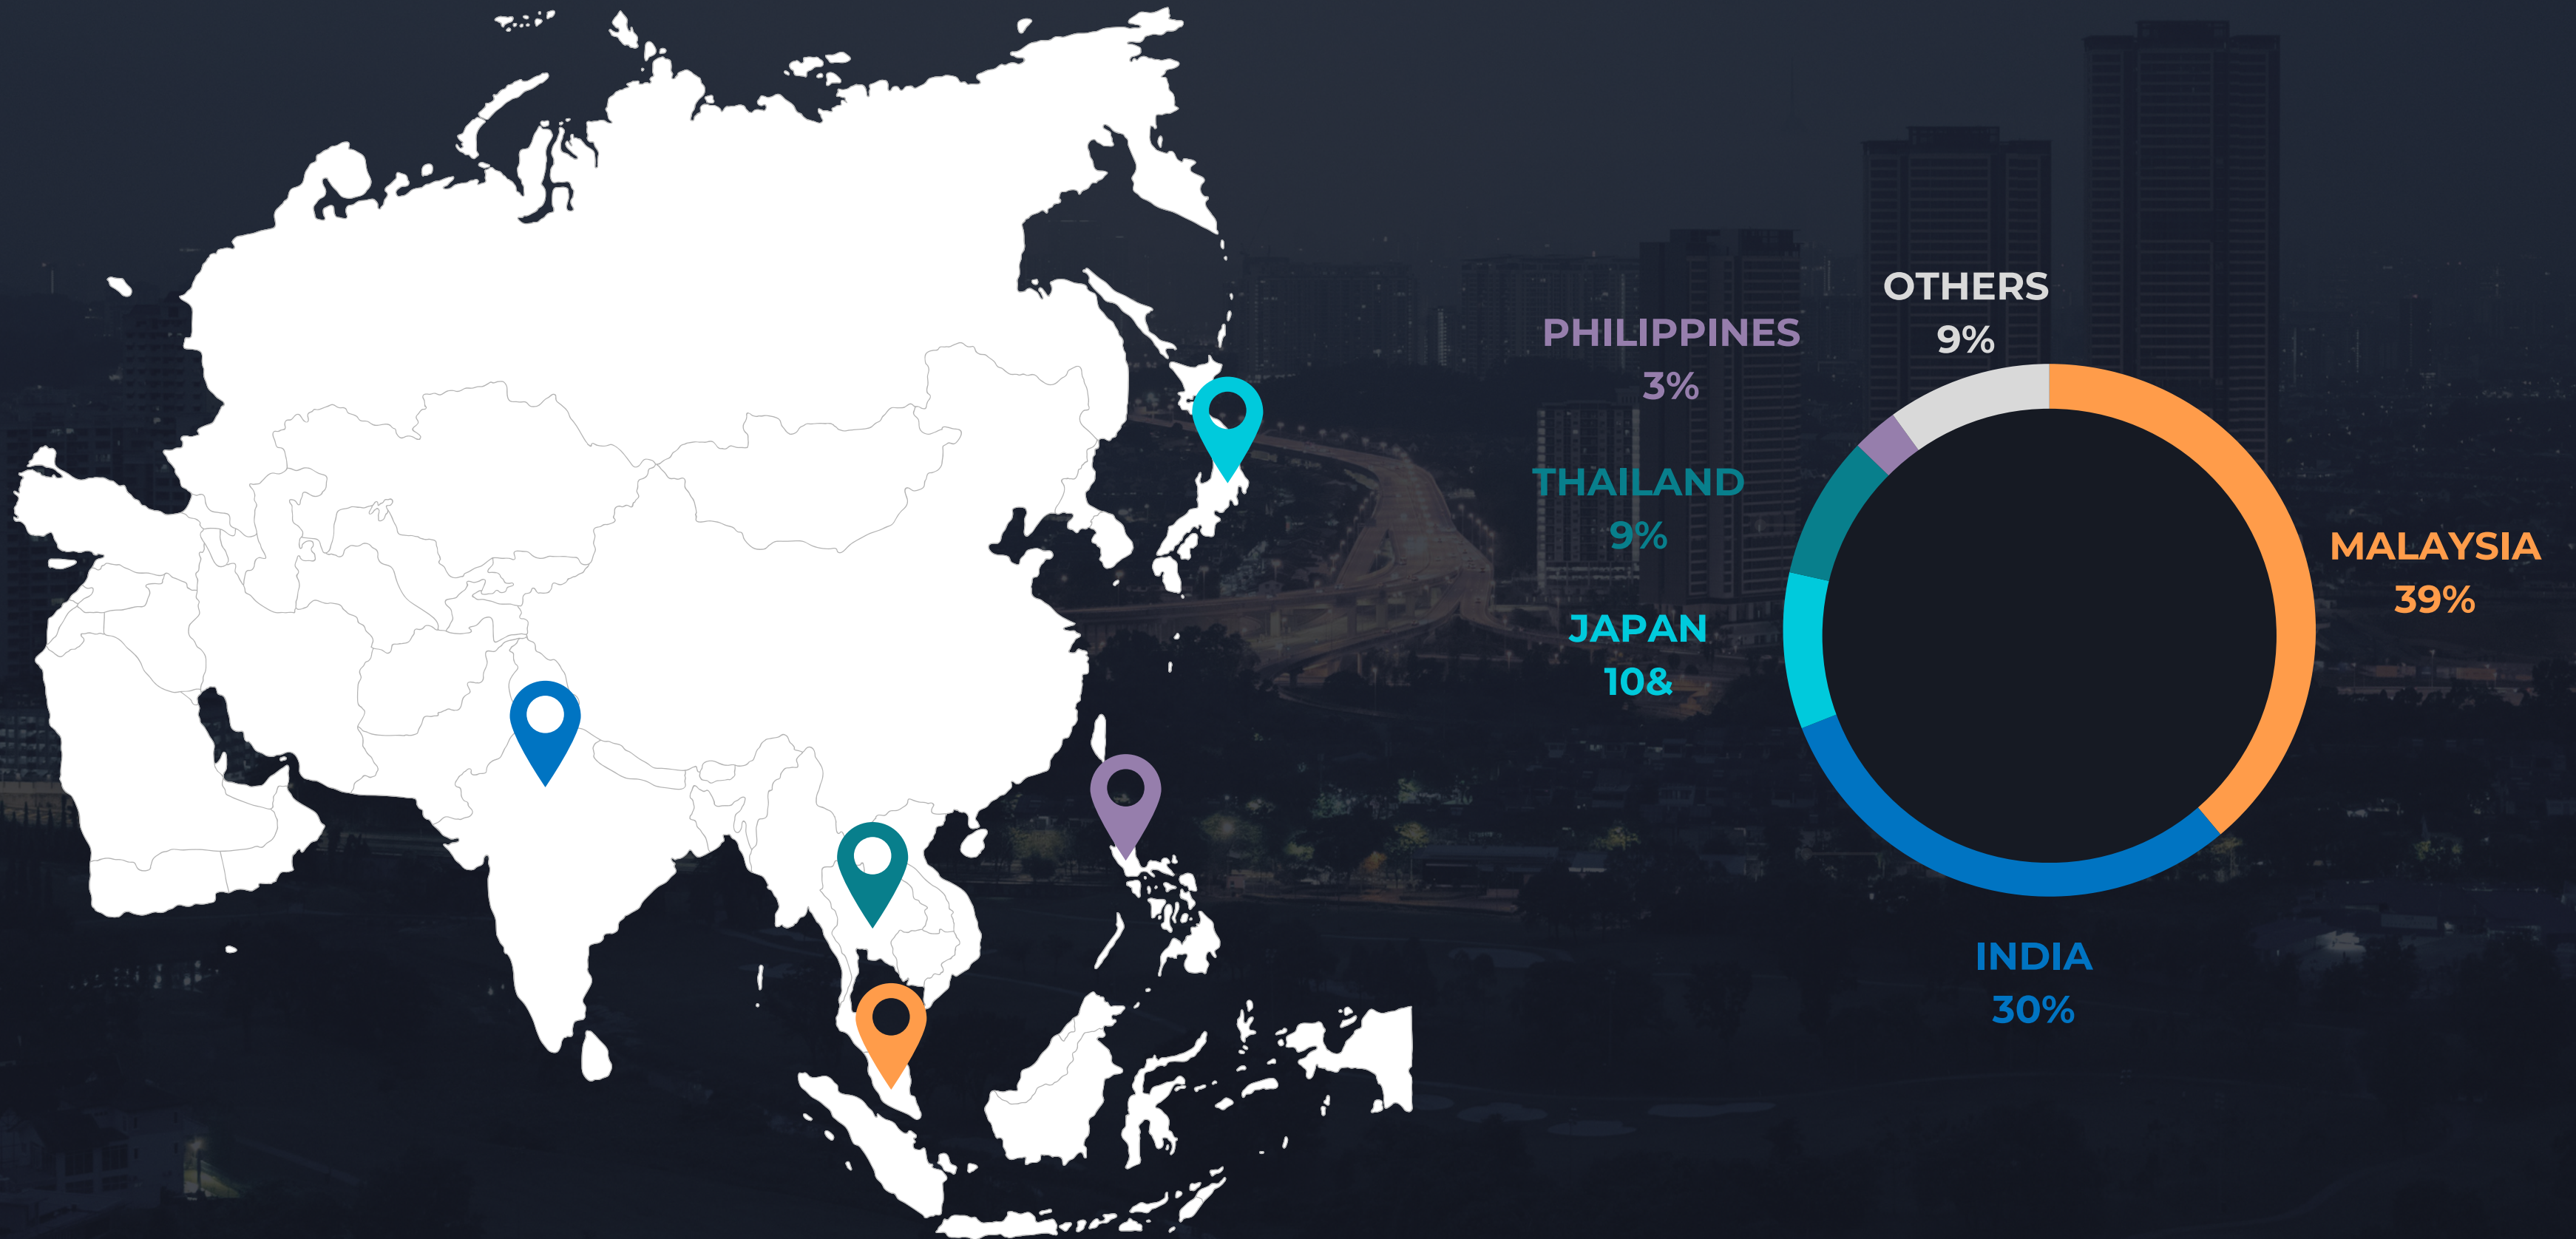 OTHERS
9%
PHILIPPINES
3%
THAILAND
9%
MALAYSIA
39%
JAPAN
10&
INDIA
30%